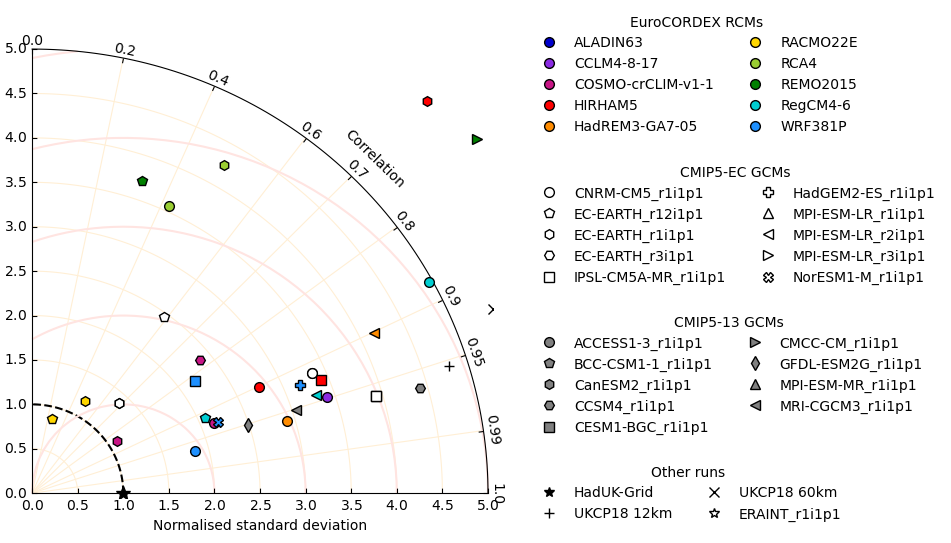 EuroCORDEX RCMs
ALADIN63
CCLM4-8-17
COSMO-crCLIM-v1-1
HIRHAM5
HadREM3-GA7-05
RACMO22E
RCA4
REMO2015
RegCM4-6
WRF381P
CMIP5-EC GCMs
CNRM-CM5_r1i1p1
EC-EARTH_r12i1p1
EC-EARTH_r1i1p1
EC-EARTH_r3i1p1
IPSL-CM5A-MR_r1i1p1
HadGEM2-ES_r1i1p1
MPI-ESM-LR_r1i1p1
MPI-ESM-LR_r2i1p1
MPI-ESM-LR_r3i1p1
NorESM1-M_r1i1p1
CMIP5-13 GCMs
ACCESS1-3_r1i1p1
BCC-CSM1-1_r1i1p1
CanESM2_r1i1p1
CCSM4_r1i1p1
CESM1-BGC_r1i1p1
CMCC-CM_r1i1p1
GFDL-ESM2G_r1i1p1
MPI-ESM-MR_r1i1p1
MRI-CGCM3_r1i1p1
Other runs
HadUK-Grid
UKCP18 12km
UKCP18 60km
ERAINT_r1i1p1
5.0
4.5
4.0
3.5
3.0
2.5
2.0
1.5
1.0
0.5
0.0
0.0
0.2
0.4
0.6
0.7
0.8
0.9
0.95
0.99
1.0
Correlation
0.0
0.5
1.0
1.5
2.0
2.5
3.0
3.5
4.0
4.5
5.0
Normalised standard deviation